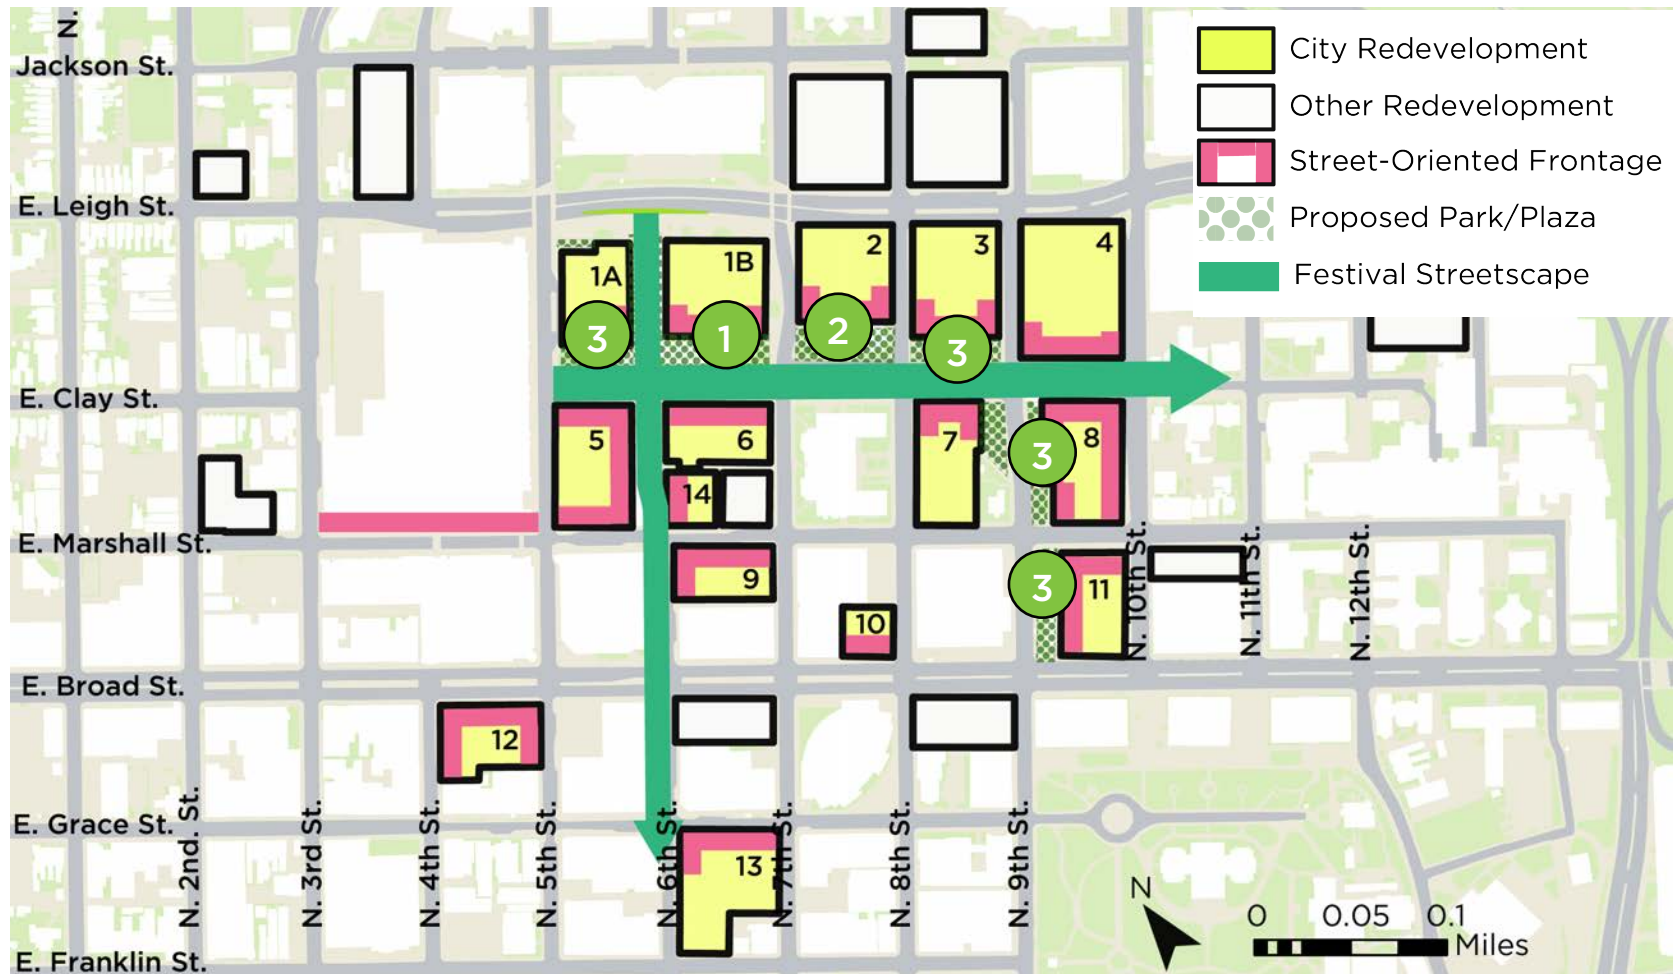 N.
Jackson St.
E. Leigh St.
E. Clay St.
E. Marshall St.
E. Broad St.
E. Grace St.
E. Franklin St.
N. 2nd. St.
N. 3rd St.
N. 4th St.
N. 5th St.
N. 6th St.
N. 7th St.
N. 8th St.
N. 9th St.
N. 10th St.
N. 11th St.
N. 12th St.
1A
1B
2
3
4
3
1
2
3
5
6
7
3
8
14
9
10
3
11
12
13
City Redevelopment
Other Redevelopment
Street-Oriented Frontage
Proposed Park/Plaza
Festival Streetscape
N
0 0.05 0.1
Miles